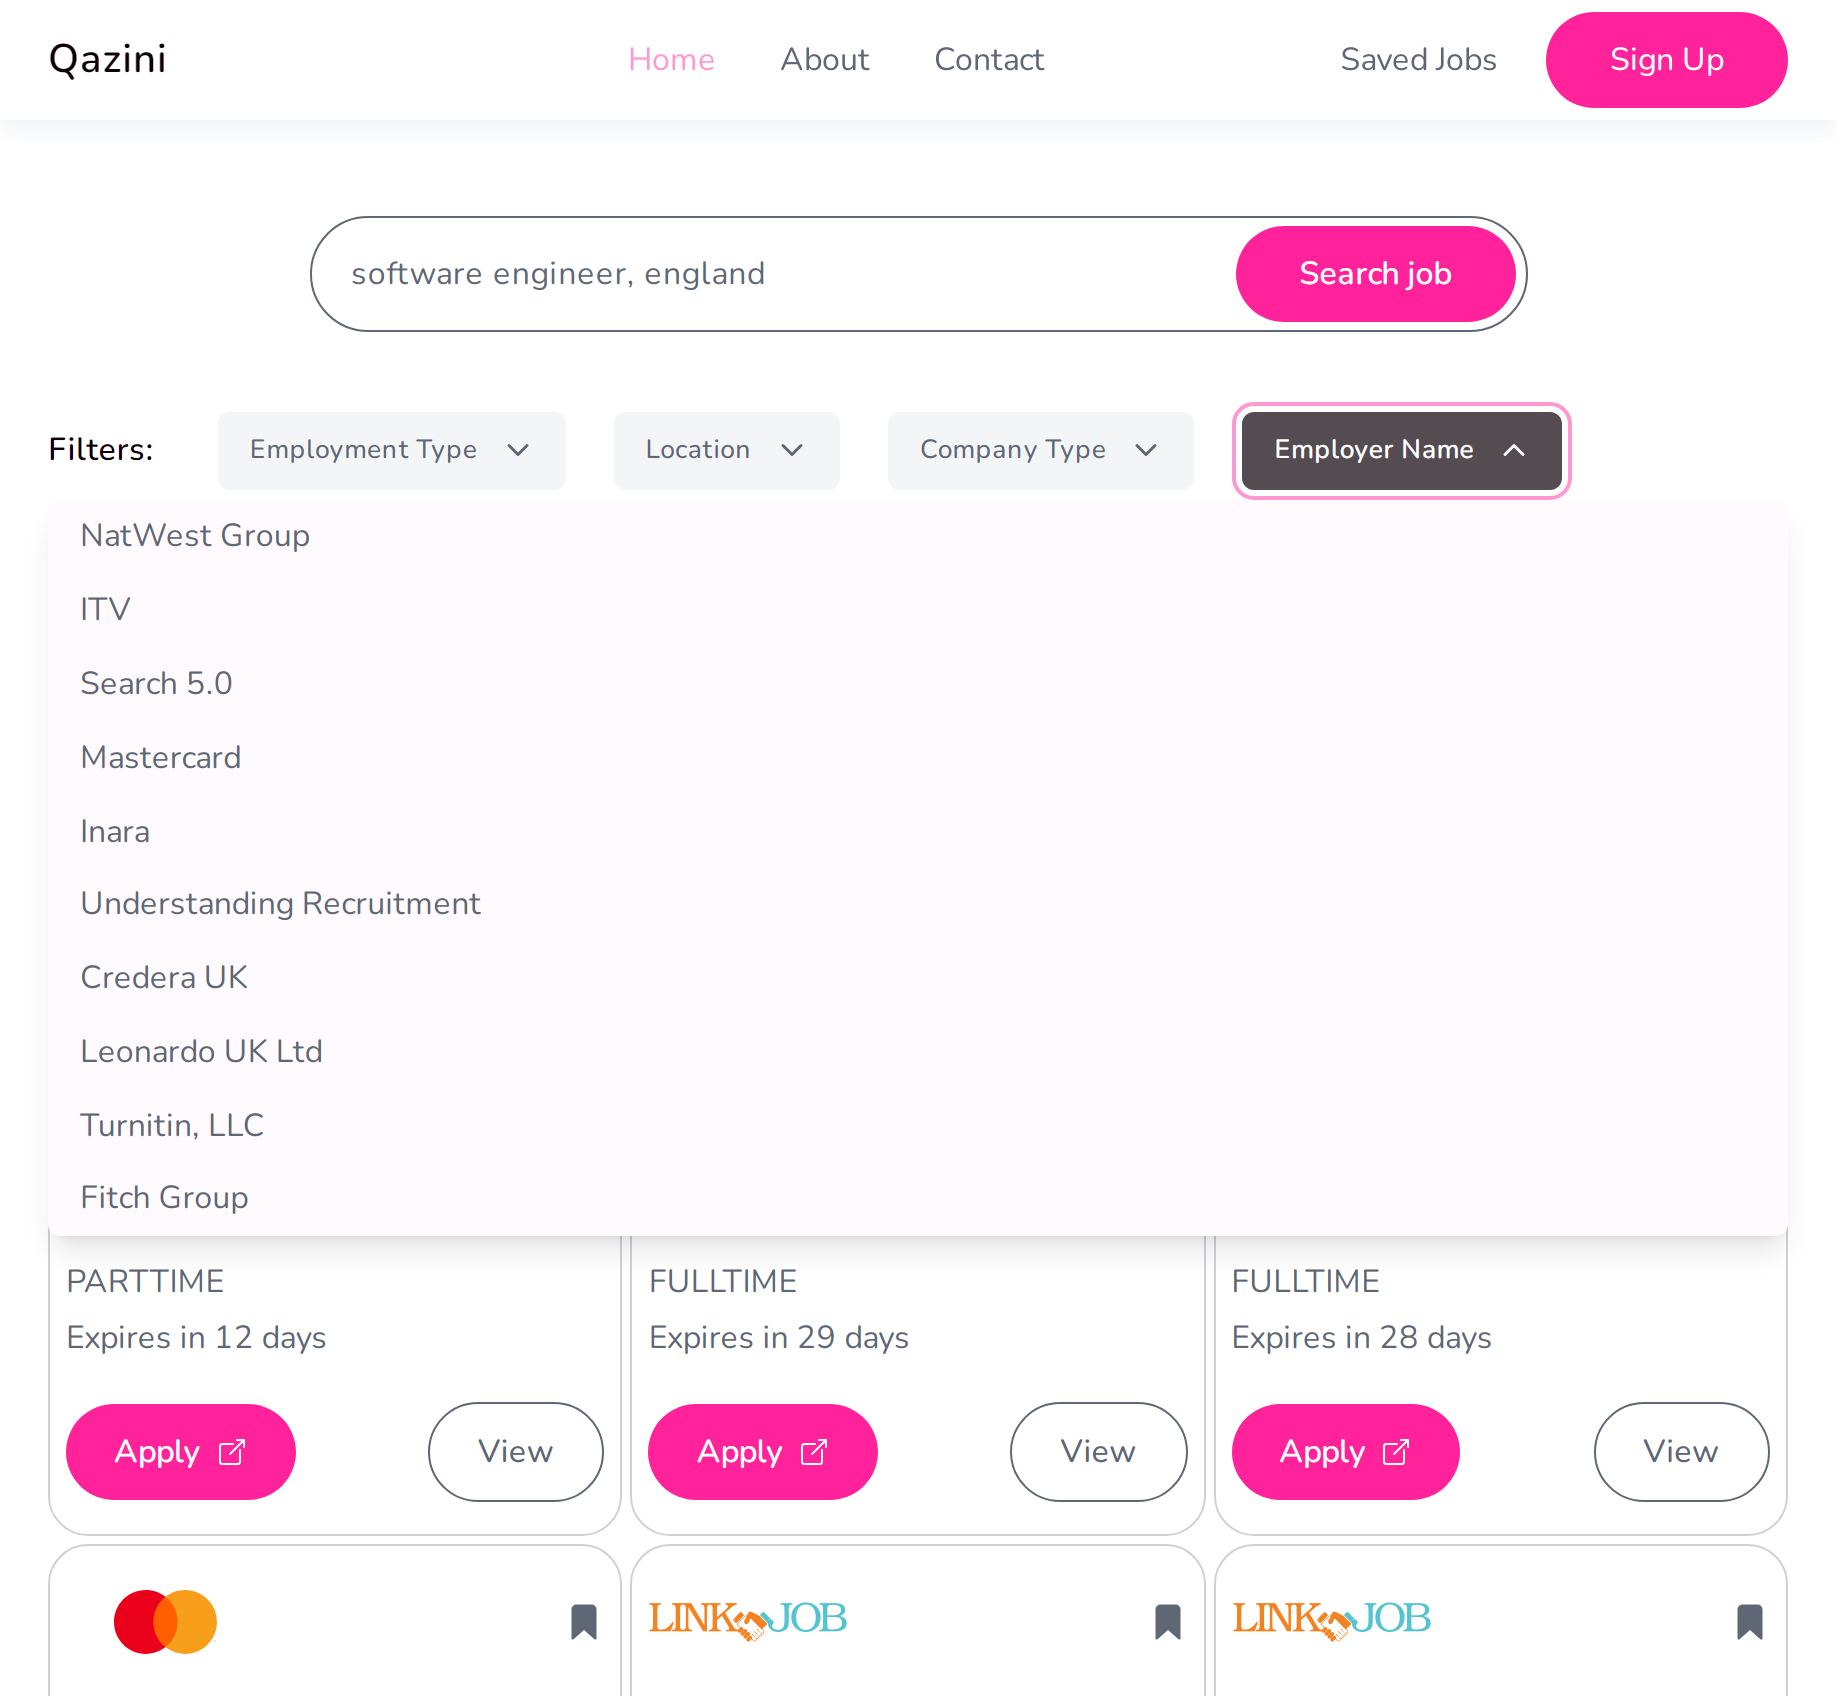 Qazini
Home About Contact Saved Jobs Sign Up
software engineer, england Search job
Filters: Employment Type Location Company Type Employer Name
NatWest Group
ITV
Search 5.0
Mastercard
Inara
Understanding Recruitment
Credera UK
Leonardo UK Ltd
Turnitin, LLC
Fitch Group
PARTTIME FULLTIME FULLTIME
Expires in 12 days Expires in 29 days Expires in 28 days
Apply View Apply View Apply View
LINK JOB LINK JOB